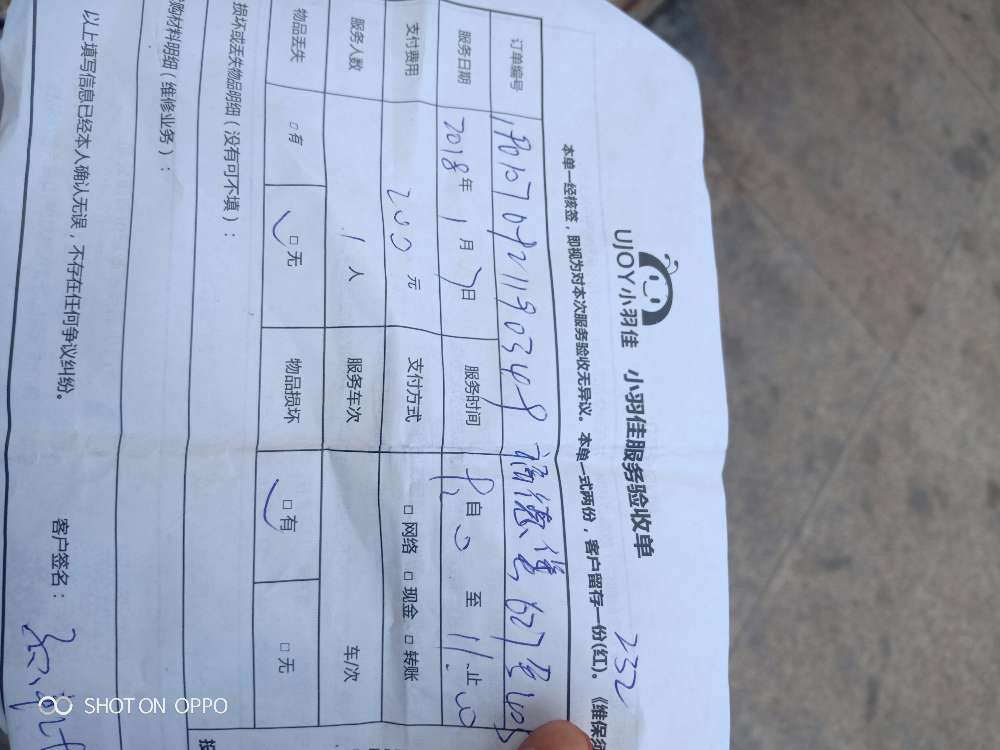 UJOY小羽佳 小羽佳服务验收单
232
本单一经核签，即视为对本次服务验收无异议。本单一式两份，客户留存一份(红)。《维保
订单编号
服务日期 2018年1月7日 服务时间 自 至 11. 止
支付费用 200元 支付方式 □ 网络 □ 现金 □ 转账
服务人数 1人 服务车次 车/次
物品丢失 □有 □无 物品损坏 □有 □无
损坏或丢失物品明细（没有可不填）：
购材料明细（维修业务）：
以上填写信息已经本人确认无误，不存在任何争议纠纷。 客户签名：
SHOT ON OPPO